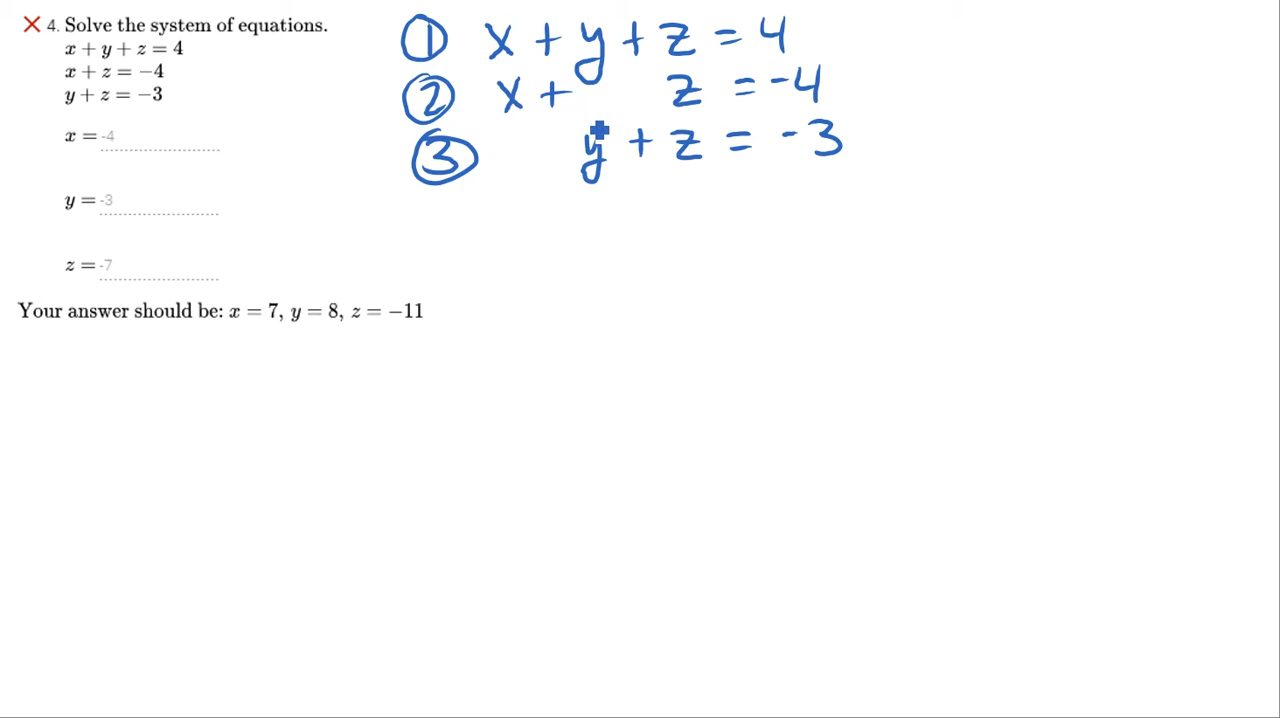 ✗ 4. Solve the system of equations.
x + y + z = 4
x + z = −4
y + z = −3
x = -4
y = -3
z = -7
Your answer should be: x = 7, y = 8, z = −11
① x + y + z = 4
② x + z = -4
③ y + z = -3